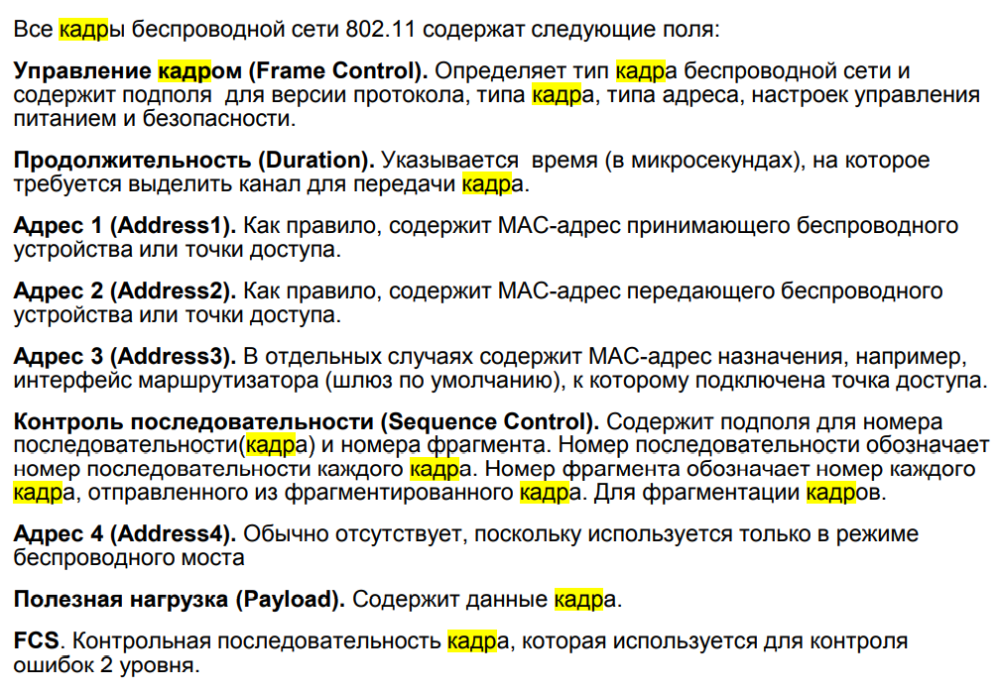 Все кадры беспроводной сети 802.11 содержат следующие поля:
Управление кадром (Frame Control). Определяет тип кадра беспроводной сети и
содержит подполя для версии протокола, типа кадра, типа адреса, настроек управления
питанием и безопасности.
Продолжительность (Duration). Указывается время (в микросекундах), на которое
требуется выделить канал для передачи кадра.
Адрес 1 (Address1). Как правило, содержит MAC-адрес принимающего беспроводного
устройства или точки доступа.
Адрес 2 (Address2). Как правило, содержит MAC-адрес передающего беспроводного
устройства или точки доступа.
Адрес 3 (Address3). В отдельных случаях содержит MAC-адрес назначения, например,
интерфейс маршрутизатора (шлюз по умолчанию), к которому подключена точка доступа.
Контроль последовательности (Sequence Control). Содержит подполя для номера
последовательности(кадра) и номера фрагмента. Номер последовательности обозначает
номер последовательности каждого кадра. Номер фрагмента обозначает номер каждого
кадра, отправленного из фрагментированного кадра. Для фрагментации кадров.
Адрес 4 (Address4). Обычно отсутствует, поскольку используется только в режиме
беспроводного моста
Полезная нагрузка (Payload). Содержит данные кадра.
FCS. Контрольная последовательность кадра, которая используется для контроля
ошибок 2 уровня.